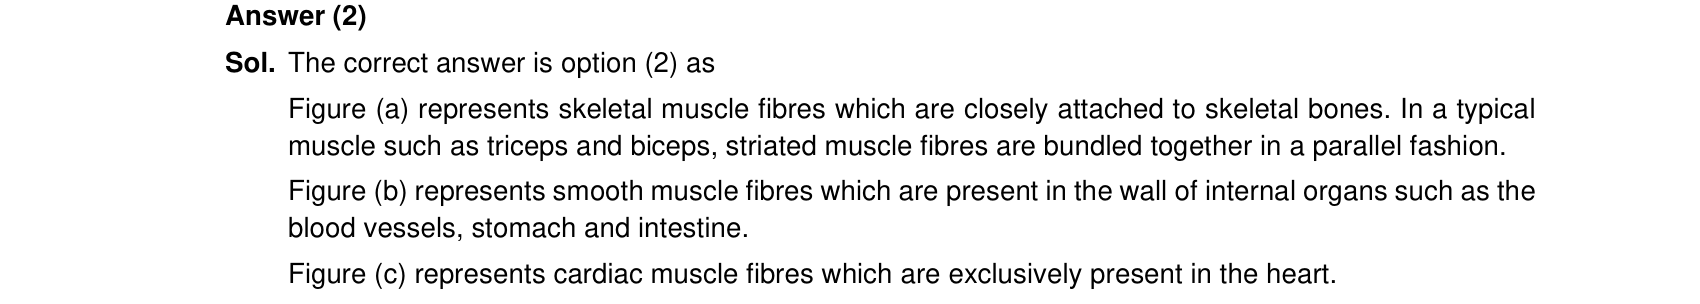 Answer (2)
Sol. The correct answer is option (2) as
Figure (a) represents skeletal muscle fibres which are closely attached to skeletal bones. In a typical
muscle such as triceps and biceps, striated muscle fibres are bundled together in a parallel fashion.
Figure (b) represents smooth muscle fibres which are present in the wall of internal organs such as the
blood vessels, stomach and intestine.
Figure (c) represents cardiac muscle fibres which are exclusively present in the heart.